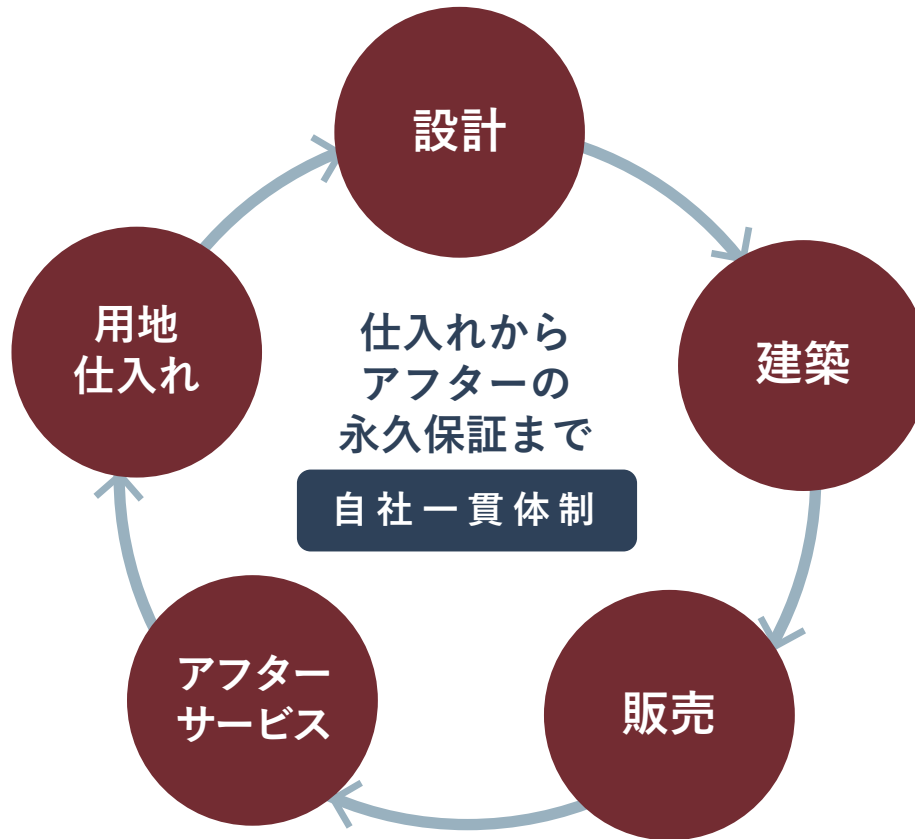 設計
用地
仕入れ
仕入れから
アフターの
永久保証まで
自社一貫体制
建築
アフター
サービス
販売